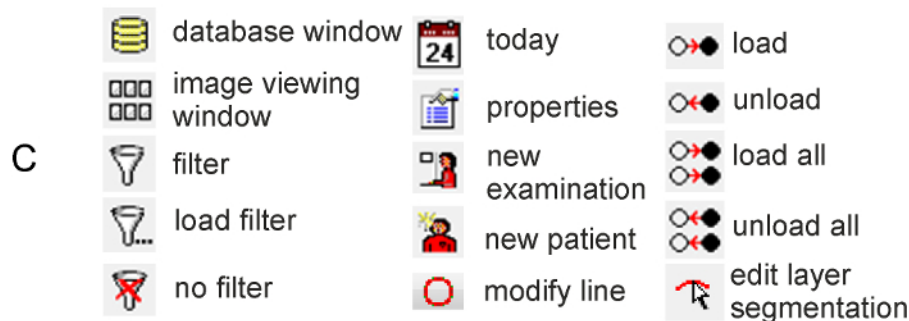 C
database window
image viewing
window
filter
load filter
no filter
24
today
properties
new
examination
new patient
modify line
load
unload
load all
unload all
edit layer
segmentation